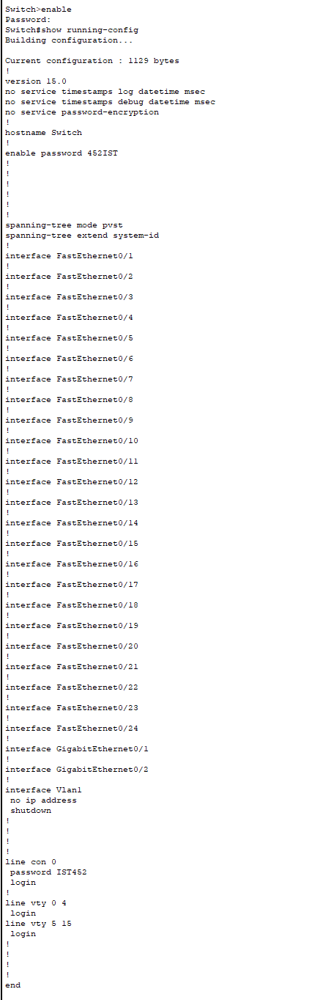 Switch>enable
Password:
Switch#show running-config
Building configuration...
Current configuration : 1129 bytes
!
version 15.0
no service timestamps log datetime msec
no service timestamps debug datetime msec
no service password-encryption
!
hostname Switch
!
enable password 452IST
!
!
!
!
!
!
spanning-tree mode pvst
spanning-tree extend system-id
!
interface FastEthernet0/1
!
interface FastEthernet0/2
!
interface FastEthernet0/3
!
interface FastEthernet0/4
!
interface FastEthernet0/5
!
interface FastEthernet0/6
!
interface FastEthernet0/7
!
interface FastEthernet0/8
!
interface FastEthernet0/9
!
interface FastEthernet0/10
!
interface FastEthernet0/11
!
interface FastEthernet0/12
!
interface FastEthernet0/13
!
interface FastEthernet0/14
!
interface FastEthernet0/15
!
interface FastEthernet0/16
!
interface FastEthernet0/17
!
interface FastEthernet0/18
!
interface FastEthernet0/19
!
interface FastEthernet0/20
!
interface FastEthernet0/21
!
interface FastEthernet0/22
!
interface FastEthernet0/23
!
interface FastEthernet0/24
!
interface GigabitEthernet0/1
!
interface GigabitEthernet0/2
!
interface Vlan1
 no ip address
 shutdown
!
!
!
!
line con 0
 password IST452
 login
!
line vty 0 4
 login
line vty 5 15
 login
!
!
!
!
end